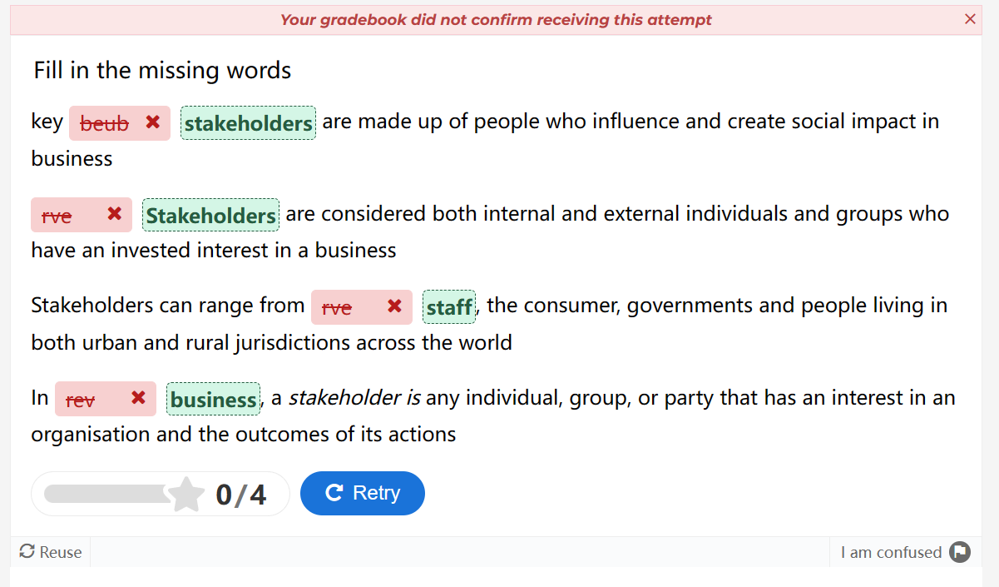 Your gradebook did not confirm receiving this attempt
Fill in the missing words
key beub stakeholders are made up of people who influence and create social impact in
business
rve Stakeholders are considered both internal and external individuals and groups who
have an invested interest in a business
Stakeholders can range from rve staff, the consumer, governments and people living in
both urban and rural jurisdictions across the world
In rev business, a stakeholder is any individual, group, or party that has an interest in an
organisation and the outcomes of its actions
0/4 Retry
Reuse I am confused